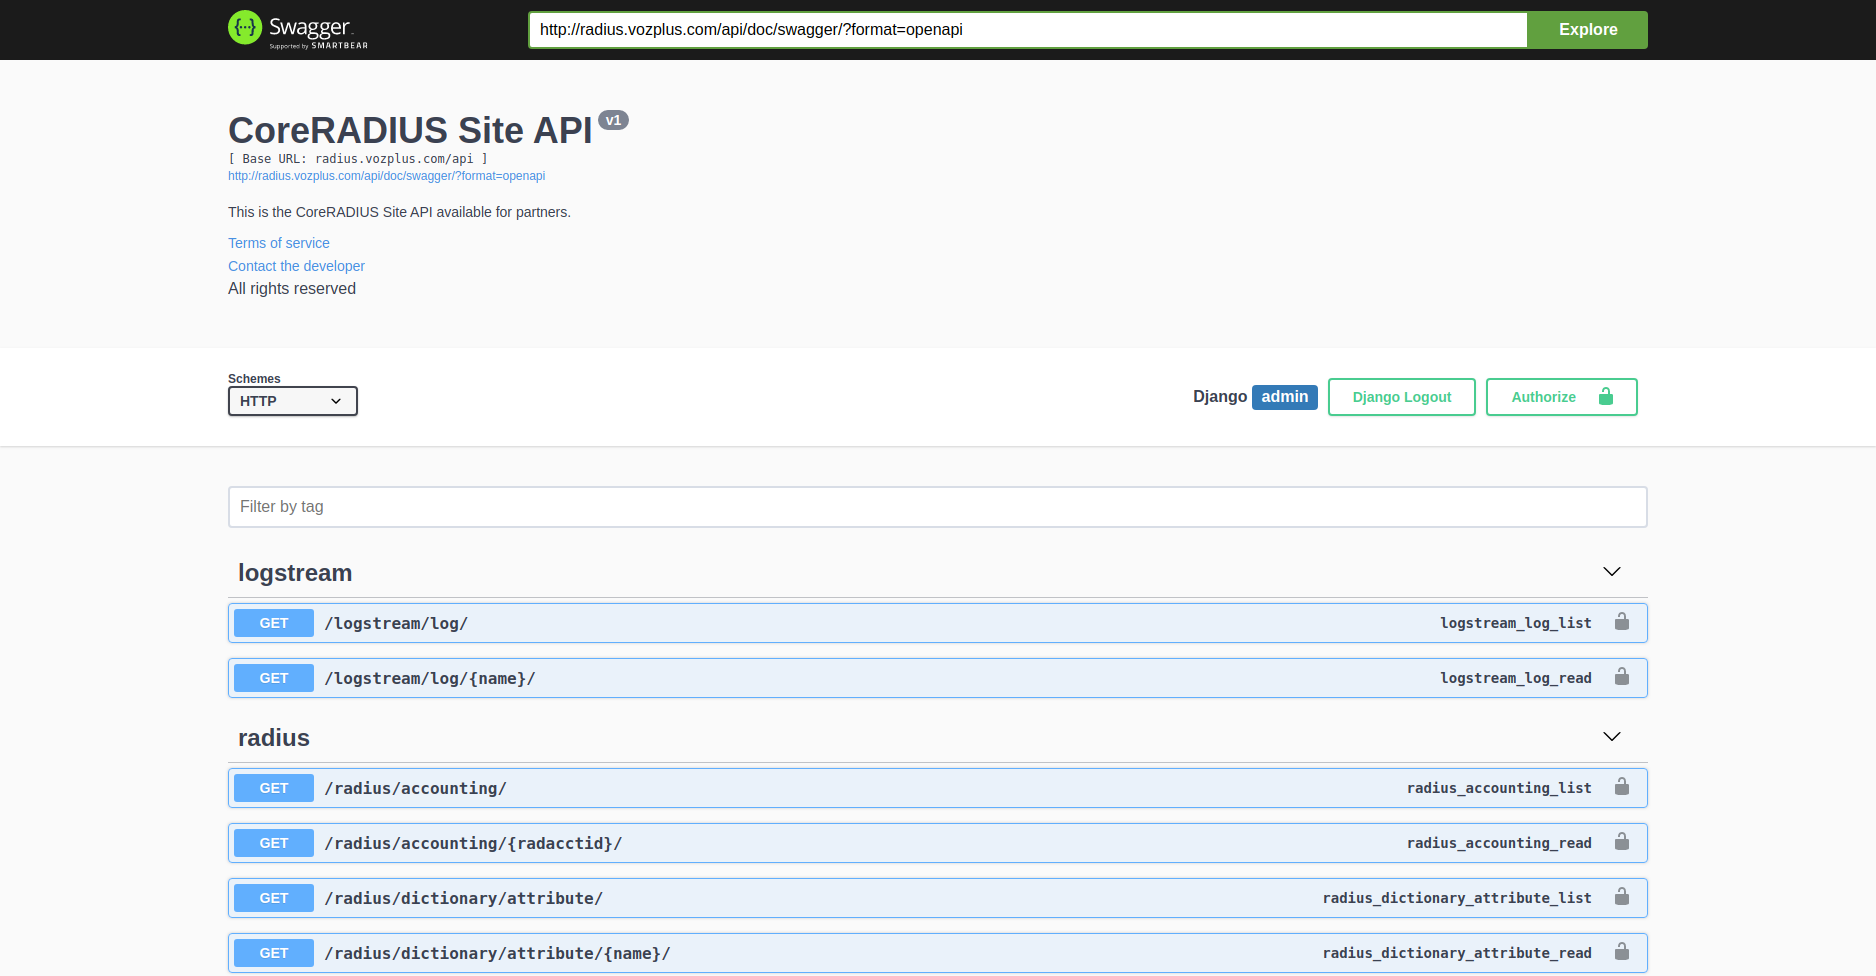 Swagger
Supported by SMARTBEAR
http://radius.vozplus.com/api/doc/swagger/?format=openapi
Explore
CoreRADIUS Site API v1
[ Base URL: radius.vozplus.com/api ]
http://radius.vozplus.com/api/doc/swagger/?format=openapi
This is the CoreRADIUS Site API available for partners.
Terms of service
Contact the developer
All rights reserved
Schemes
HTTP
Django admin
Django Logout
Authorize
Filter by tag
logstream
GET /logstream/log/ logstream_log_list
GET /logstream/log/{name}/ logstream_log_read
radius
GET /radius/accounting/ radius_accounting_list
GET /radius/accounting/{radacctid}/ radius_accounting_read
GET /radius/dictionary/attribute/ radius_dictionary_attribute_list
GET /radius/dictionary/attribute/{name}/ radius_dictionary_attribute_read